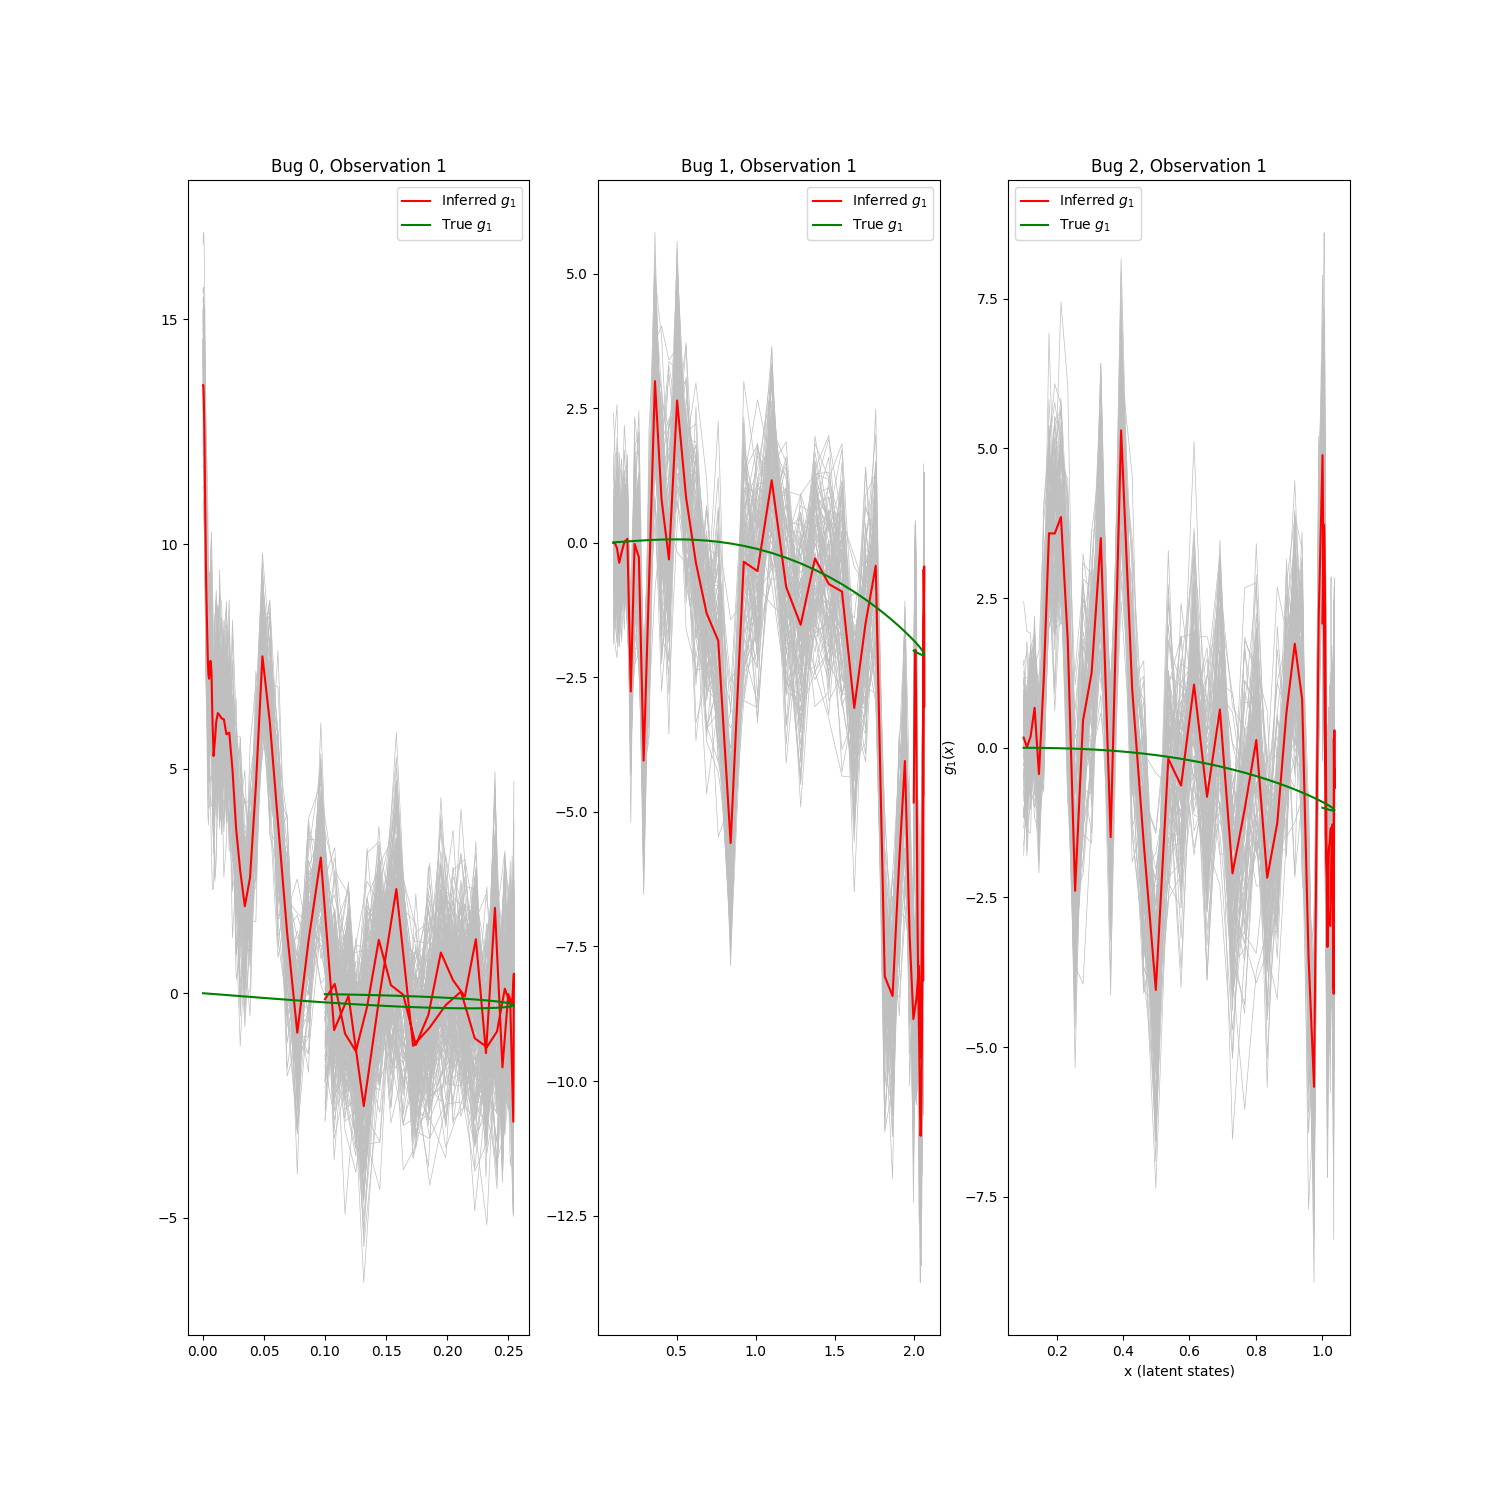 Bug 0, Observation 1
Inferred g₁
True g₁
15
10
5
0
−5
0.00 0.05 0.10 0.15 0.20 0.25
Bug 1, Observation 1
Inferred g₁
True g₁
5.0
2.5
0.0
−2.5
−5.0
−7.5
−10.0
−12.5
0.5 1.0 1.5 2.0
Bug 2, Observation 1
Inferred g₁
True g₁
g₁(x)
7.5
5.0
2.5
0.0
−2.5
−5.0
−7.5
0.2 0.4 0.6 0.8 1.0
x (latent states)